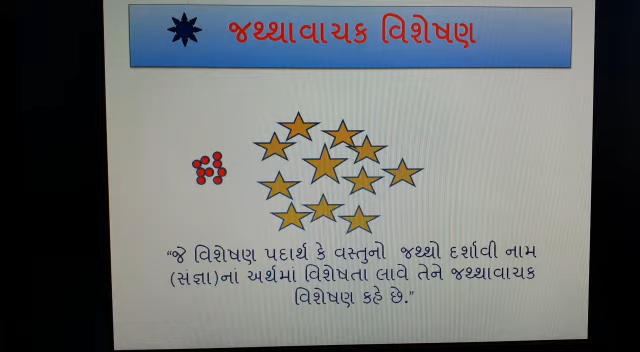 જથ્થાવાચક વિશેષણ
“જે વિશેષણ પદાર્થ કે વસ્તુનો જથ્થો દર્શાવી નામ
(સંજ્ઞા)નાં અર્થમાં વિશેષતા લાવે તેને જથ્થાવાચક
વિશેષણ કહે છે.”